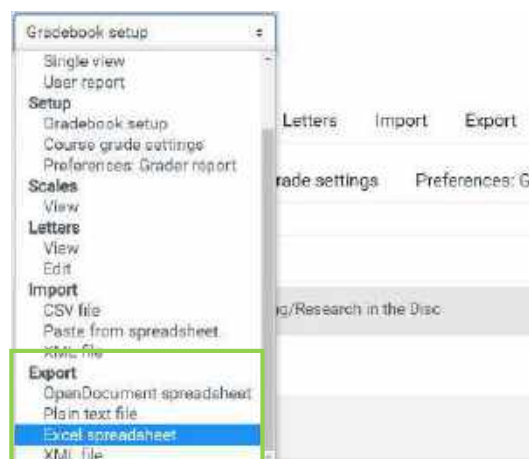 Gradebook setup
Single view
User report
Setup
Gradebook setup
Course grade settings
Preferences: Grader report
Scales
View
Letters
View
Edit
Import
CSV file
Paste from spreadsheet
XML file
Export
OpenDocument spreadsheet
Plain text file
Excel spreadsheet
XML file
Letters Import Export
rade settings Preferences: G
g/Research in the Disc